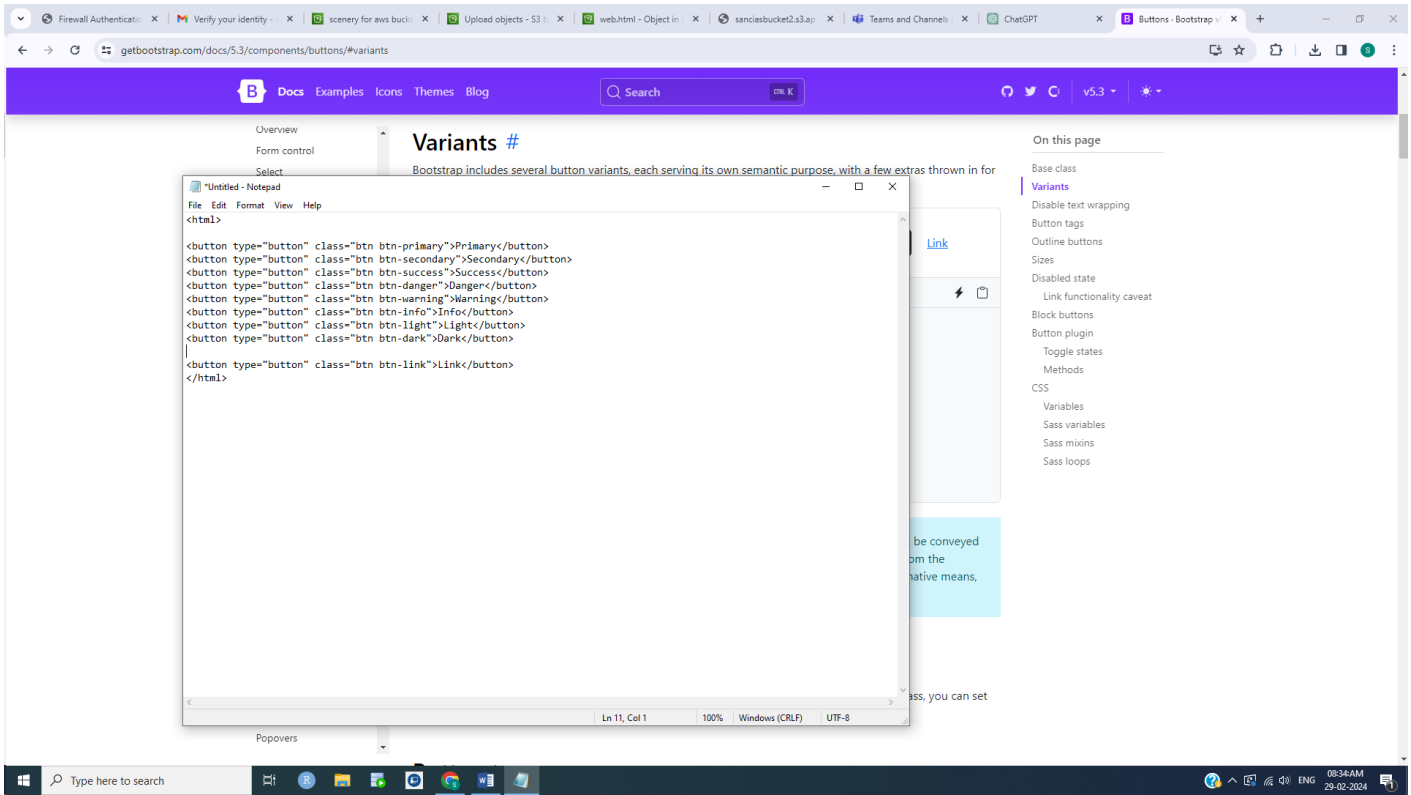 Firewall Authenticatic
Verify your identity -
scenery for aws buck
Upload objects - S3 b
web.html - Object in
sanciasbucket2.s3.ap-
Teams and Channels
ChatGPT
Buttons - Bootstrap v
getbootstrap.com/docs/5.3/components/buttons/#variants
S
B Docs Examples Icons Themes Blog
Search CTRL K
v5.3
Overview
Form control
Select
Variants #
Bootstrap includes several button variants, each serving its own semantic purpose, with a few extras thrown in for
*Untitled - Notepad
File Edit Format View Help
<html>
<button type="button" class="btn btn-primary">Primary</button>
<button type="button" class="btn btn-secondary">Secondary</button>
<button type="button" class="btn btn-success">Success</button>
<button type="button" class="btn btn-danger">Danger</button>
<button type="button" class="btn btn-warning">Warning</button>
<button type="button" class="btn btn-info">Info</button>
<button type="button" class="btn btn-light">Light</button>
<button type="button" class="btn btn-dark">Dark</button>
<button type="button" class="btn btn-link">Link</button>
</html>
Ln 11, Col 1 100% Windows (CRLF) UTF-8
Link
be conveyed
om the
native means,
ass, you can set
Popovers
On this page
Base class
Variants
Disable text wrapping
Button tags
Outline buttons
Sizes
Disabled state
Link functionality caveat
Block buttons
Button plugin
Toggle states
Methods
CSS
Variables
Sass variables
Sass mixins
Sass loops
Type here to search
ENG
08:34 AM
29-02-2024